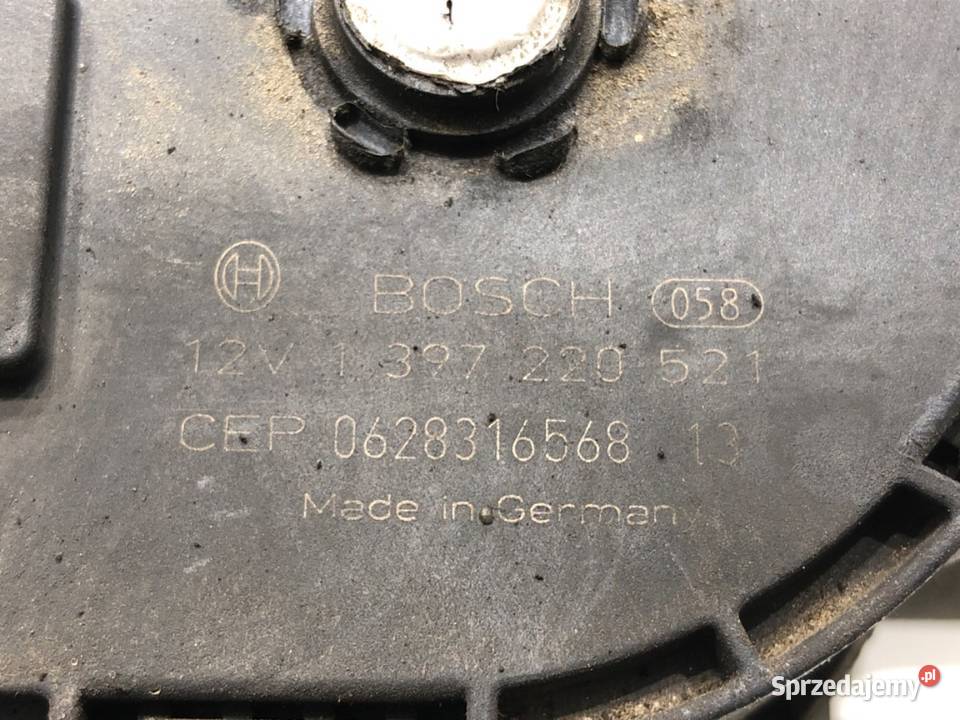 BOSCH 058
12V 1 397 220 521
CEP 0628316568 13
Made in Germany
Sprzedajemy.pl